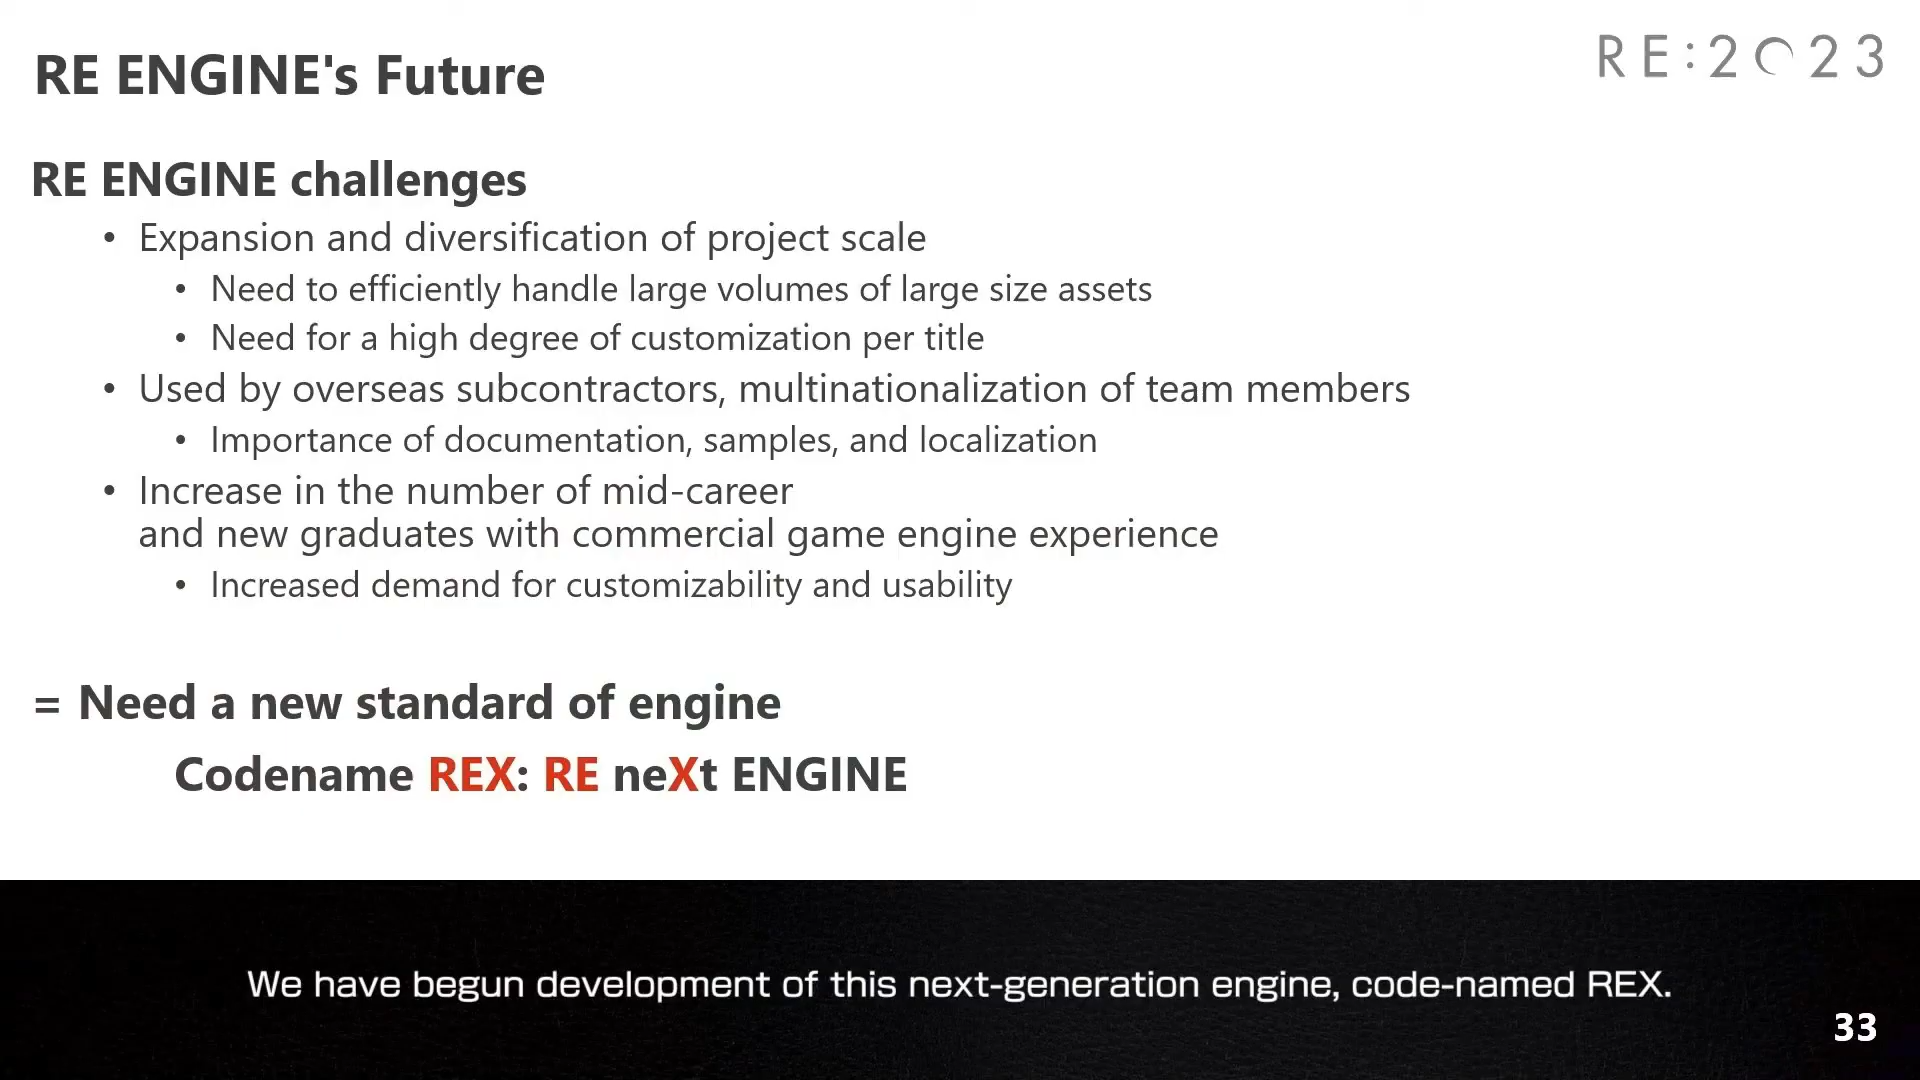 RE ENGINE's Future
RE:2023
RE ENGINE challenges
• Expansion and diversification of project scale
• Need to efficiently handle large volumes of large size assets
• Need for a high degree of customization per title
• Used by overseas subcontractors, multinationalization of team members
• Importance of documentation, samples, and localization
• Increase in the number of mid-career
and new graduates with commercial game engine experience
• Increased demand for customizability and usability
= Need a new standard of engine
Codename REX: RE neXt ENGINE
We have begun development of this next-generation engine, code-named REX.
33